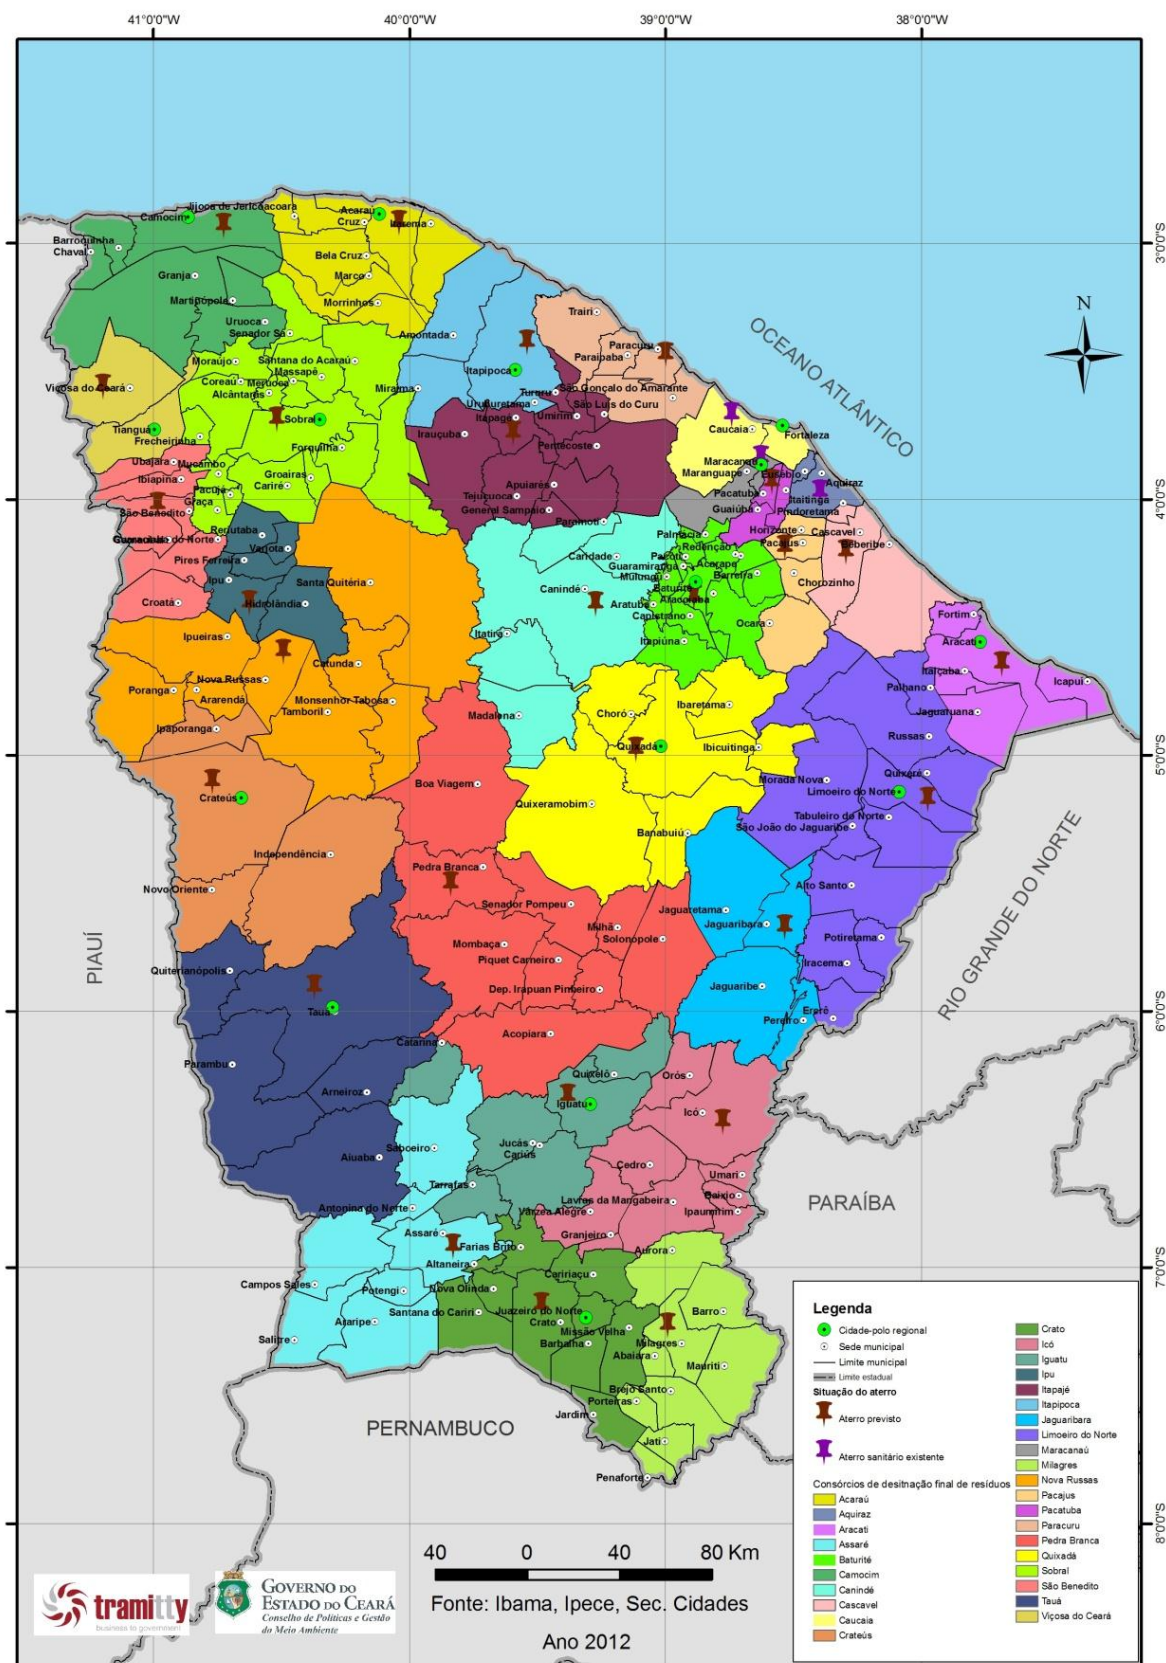 41°0'0"W
40°0'0"W
39°0'0"W
38°0'0"W
3°0'0"S
4°0'0"S
5°0'0"S
6°0'0"S
7°0'0"S
8°0'0"S
N
OCEANO ATLÂNTICO
RIO GRANDE DO NORTE
PARAÍBA
PERNAMBUCO
PIAUÍ
Jijoca de Jericoacoara
Camocim
Acaraú
Cruz
Itarema
Barroquinha
Chaval
Bela Cruz
Granja
Marco
Martinópole
Morrinhos
Trairi
Uruoca
Senador Sá
Amontada
Paracuru
Paraipaba
Moraújo
Santana do Acaraú
Massapê
Itapipoca
Coreaú
Meruoca
Viçosa do Ceará
Alcântaras
Miraíma
Tururu
São Gonçalo do Amarante
Uruburetama
São Luís do Curu
Itapagé
Umirim
Sobral
Tianguá
Caucaia
Fortaleza
Frecheirinha
Irauçuba
Forquilha
Pentecoste
Maracanaú
Ubajara
Mucambo
Maranguape
Eusébio
Ibiapina
Groairas
Cariré
Apuiarés
Aquiraz
Pacujá
Tejuçuoca
Pacatuba
Itaitinga
Graça
General Sampaio
Guaiúba
Pindoretama
São Benedito
Paramoti
Horizonte
Cascavel
Reriutaba
Palmácia
Pacajus
Beberibe
Guaraciaba do Norte
Varjota
Redenção
Caridade
Pacoti
Acarape
Pires Ferreira
Guaramiranga
Mulungu
Barreira
Chorozinho
Ipu
Santa Quitéria
Canindé
Baturité
Aracoiaba
Croatá
Hidrolândia
Aratuba
Capistrano
Ocara
Fortim
Ipueiras
Itatira
Itapiúna
Aracati
Catunda
Itaiçaba
Icapuí
Nova Russas
Poranga
Ararendá
Monsenhor Tabosa
Tamboril
Ibaretama
Palhano
Madalena
Choró
Jaguaruana
Ipaporanga
Quixadá
Ibicuitinga
Russas
Boa Viagem
Morada Nova
Quixeré
Crateús
Quixeramobim
Limoeiro do Norte
Tabuleiro do Norte
Banabuiú
São João do Jaguaribe
Independência
Pedra Branca
Novo Oriente
Alto Santo
Senador Pompeu
Jaguaretama
Milhã
Jaguaribara
Solonopole
Potiretama
Mombaça
Piquet Carneiro
Iracema
Quiterianópolis
Dep. Irapuan Pinheiro
Jaguaribe
Tauá
Ererê
Pereiro
Acopiara
Catarina
Parambu
Quixelô
Orós
Arneiroz
Iguatu
Icó
Jucás
Cariús
Saboeiro
Aiuaba
Cedro
Umari
Tarrafas
Baixio
Lavras da Mangabeira
Antonina do Norte
Várzea Alegre
Ipaumirim
Assaré
Granjeiro
Farias Brito
Aurora
Altaneira
Caririaçu
Campos Sales
Potengi
Nova Olinda
Santana do Cariri
Juazeiro do Norte
Barro
Araripe
Crato
Missão Velha
Salitre
Barbalha
Milagres
Abaiara
Mauriti
Brejo Santo
Porteiras
Jardim
Jati
Penaforte
Legenda
Cidade-polo regional
Sede municipal
Limite municipal
Limite estadual
Situação do aterro
Aterro previsto
Aterro sanitário existente
Consórcios de desitnação final de resíduos
Acaraú
Aquiraz
Aracati
Assaré
Baturité
Camocim
Canindé
Cascavel
Caucaia
Crateús
Crato
Icó
Iguatu
Ipu
Itapajé
Itapipoca
Jaguaribara
Limoeiro do Norte
Maracanaú
Milagres
Nova Russas
Pacajus
Pacatuba
Paracuru
Pedra Branca
Quixadá
Sobral
São Benedito
Tauá
Viçosa do Ceará
40 0 40 80 Km
Fonte: Ibama, Ipece, Sec. Cidades
Ano 2012
tramitty
business to government
GOVERNO DO
ESTADO DO CEARÁ
Conselho de Políticas e Gestão
do Meio Ambiente